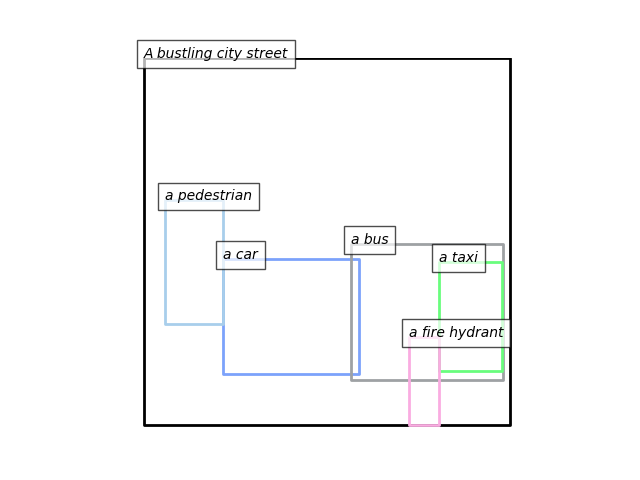 A bustling city street
a pedestrian
a bus
a car
a taxi
a fire hydrant